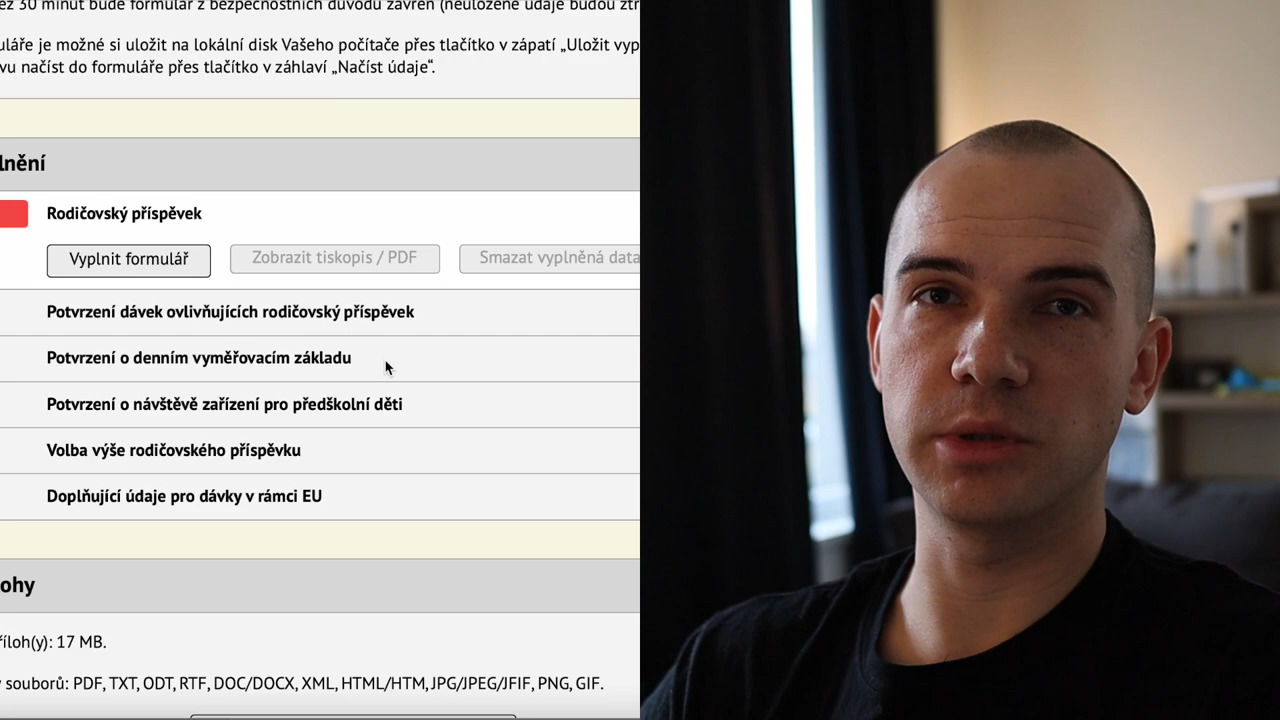 ez 30 minut bude formulář z bezpečnostních důvodů zavřen (neuložené údaje budou ztr
uláře je možné si uložit na lokální disk Vašeho počítače přes tlačítko v zápatí „Uložit vyp
vu načíst do formuláře přes tlačítko v záhlaví „Načíst údaje“.
lnění
Rodičovský příspěvek
Vyplnit formulář
Zobrazit tiskopis / PDF
Smazat vyplněná data
Potvrzení dávek ovlivňujících rodičovský příspěvek
Potvrzení o denním vyměřovacím základu
Potvrzení o návštěvě zařízení pro předškolní děti
Volba výše rodičovského příspěvku
Doplňující údaje pro dávky v rámci EU
ohy
říloh(y): 17 MB.
y souborů: PDF, TXT, ODT, RTF, DOC/DOCX, XML, HTML/HTM, JPG/JPEG/JFIF, PNG, GIF.